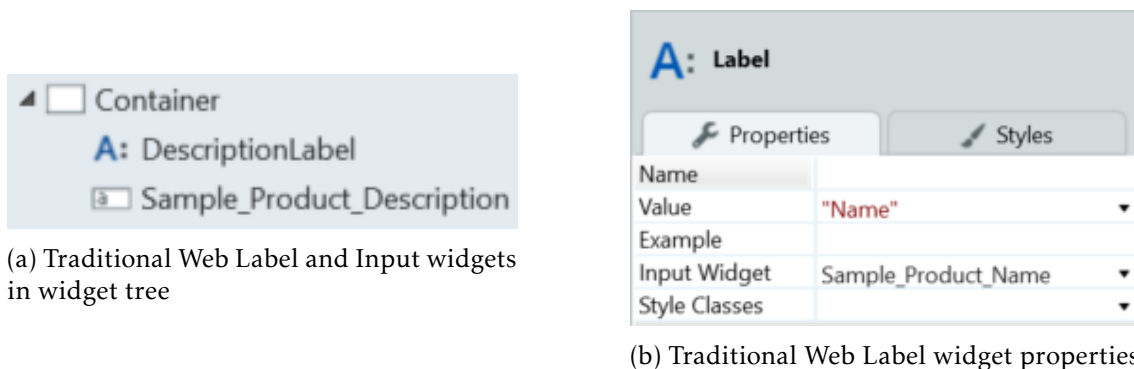 Container
A: DescriptionLabel
a Sample_Product_Description
(a) Traditional Web Label and Input widgets
in widget tree
A: Label
Properties Styles
Name
Value "Name"
Example
Input Widget Sample_Product_Name
Style Classes
(b) Traditional Web Label widget properties